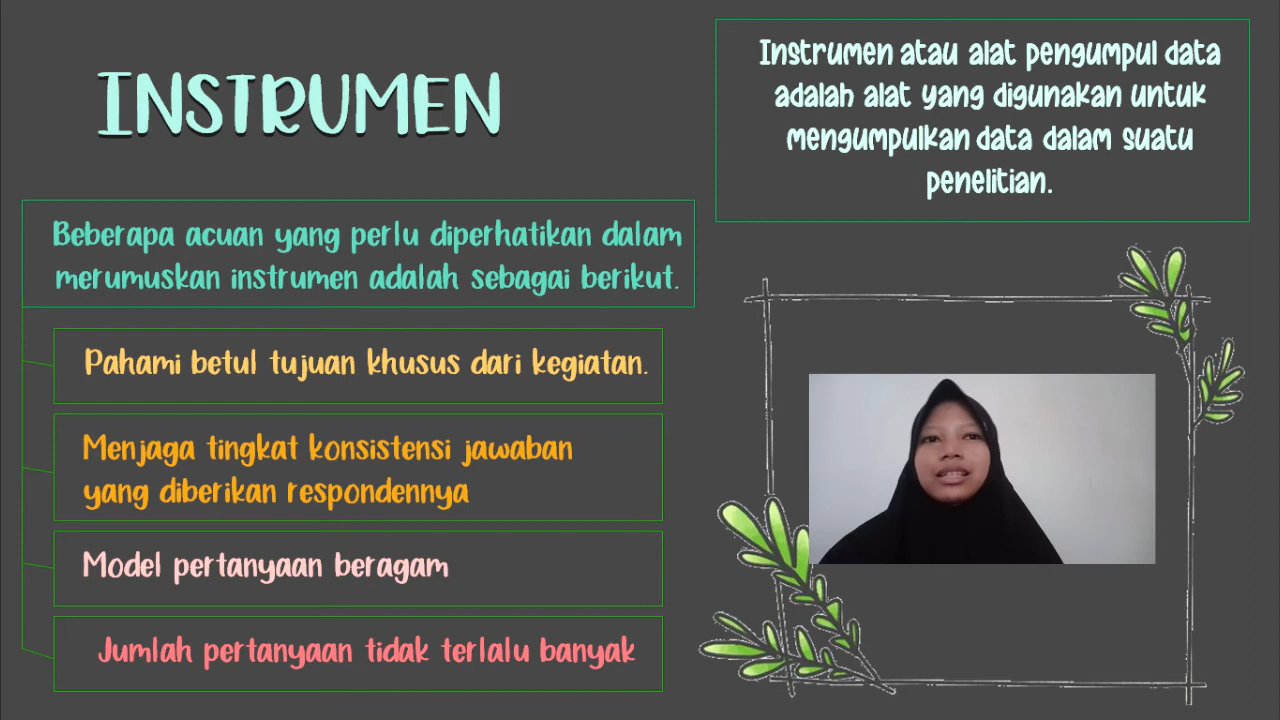 INSTRUMEN
Instrumen atau alat pengumpul data
adalah alat yang digunakan untuk
mengumpulkan data dalam suatu
penelitian.
Beberapa acuan yang perlu diperhatikan dalam
merumuskan instrumen adalah sebagai berikut.
Pahami betul tujuan khusus dari kegiatan.
Menjaga tingkat konsistensi jawaban
yang diberikan respondennya
Model pertanyaan beragam
Jumlah pertanyaan tidak terlalu banyak